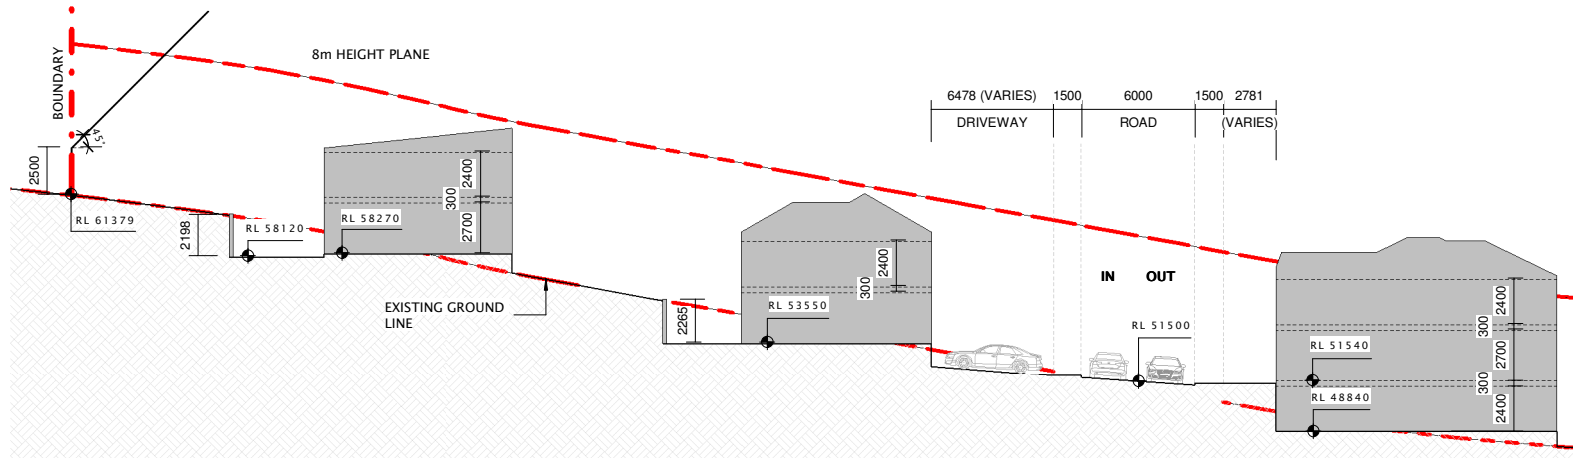 BOUNDARY
8m HEIGHT PLANE
45°
2500
RL 61379
2198
RL 58120
RL 58270
2400
300
2700
EXISTING GROUND
LINE
2265
RL 53550
2400
300
6478 (VARIES)
1500
6000
1500
2781
DRIVEWAY
ROAD
(VARIES)
IN
OUT
RL 51500
2400
300
2700
300
2400
RL 51540
RL 48840